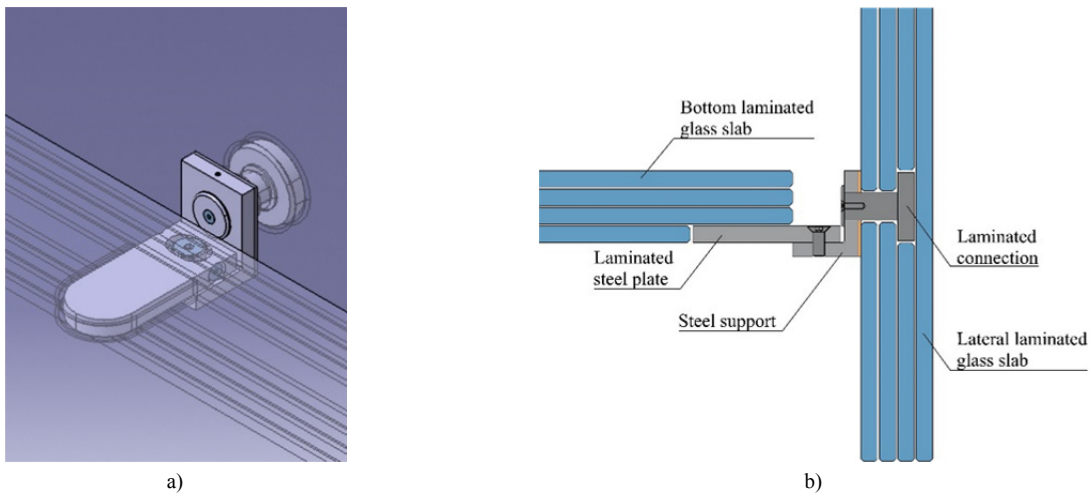 Bottom laminated
glass slab
Laminated
steel plate
Steel support
Laminated
connection
Lateral laminated
glass slab
a)
b)